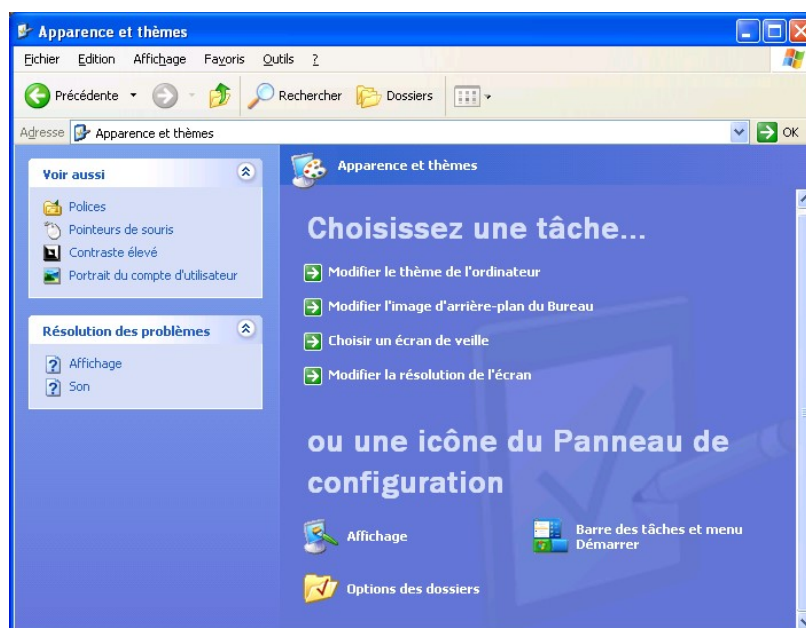 Apparence et thèmes
Fichier Edition Affichage Favoris Outils ?
Précédente Rechercher Dossiers
Adresse Apparence et thèmes OK
Voir aussi
Polices
Pointeurs de souris
Contraste élevé
Portrait du compte d'utilisateur
Résolution des problèmes
Affichage
Son
Apparence et thèmes
Choisissez une tâche...
Modifier le thème de l'ordinateur
Modifier l'image d'arrière-plan du Bureau
Choisir un écran de veille
Modifier la résolution de l'écran
ou une icône du Panneau de
configuration
Affichage
Barre des tâches et menu
Démarrer
Options des dossiers